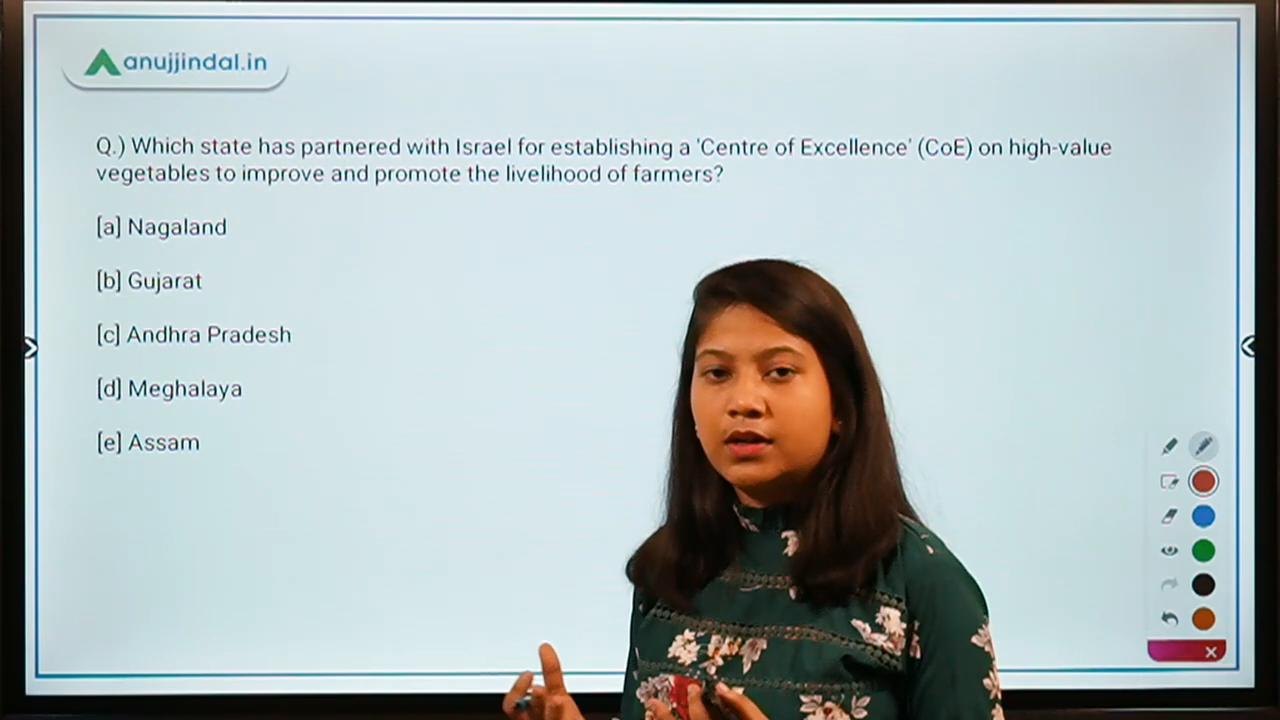 anujjindal.in
Q.) Which state has partnered with Israel for establishing a 'Centre of Excellence' (CoE) on high-value
vegetables to improve and promote the livelihood of farmers?
[a] Nagaland
[b] Gujarat
[c] Andhra Pradesh
[d] Meghalaya
[e] Assam